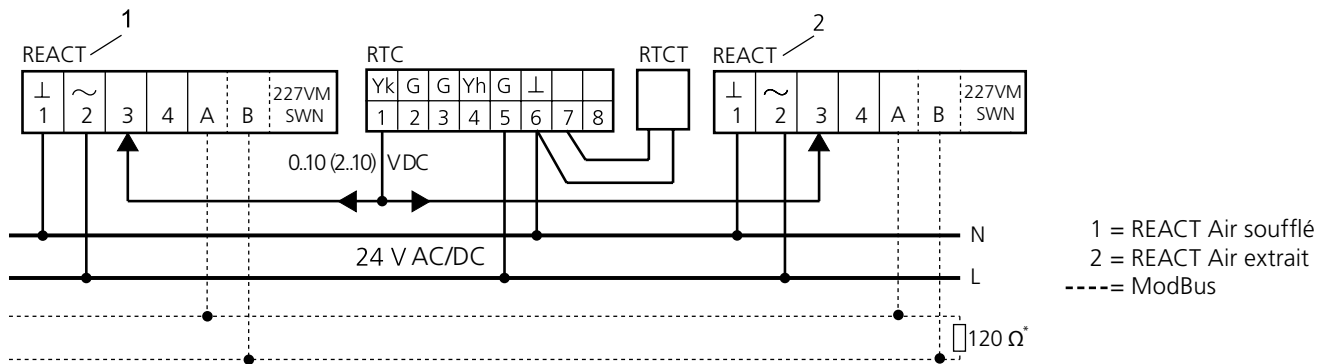 1
2
REACT
RTC
RTCT
REACT
⊥ ~ 227VM
1 2 3 4 A B SWN
Yk G G Yh G ⊥
1 2 3 4 5 6 7 8
⊥ ~ 227VM
1 2 3 4 A B SWN
0..10 (2..10) VDC
N
24 V AC/DC
L
120 Ω*
1 = REACT Air soufflé
2 = REACT Air extrait
----= ModBus